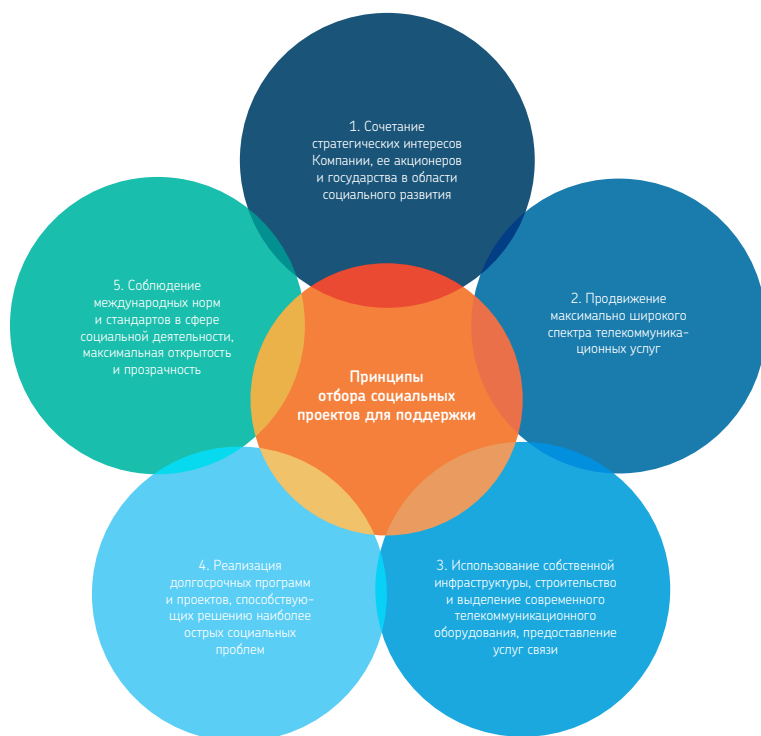 1. Сочетание
стратегических интересов
Компании, ее акционеров
и государства в области
социального развития
2. Продвижение
максимально широкого
спектра телекоммуника-
ционных услуг
3. Использование собственной
инфраструктуры, строительство
и выделение современного
телекоммуникационного
оборудования, предоставление
услуг связи
4. Реализация
долгосрочных программ
и проектов, способствую-
щих решению наиболее
острых социальных
проблем
5. Соблюдение
международных норм
и стандартов в сфере
социальной деятельности,
максимальная открытость
и прозрачность
Принципы
отбора социальных
проектов для поддержки